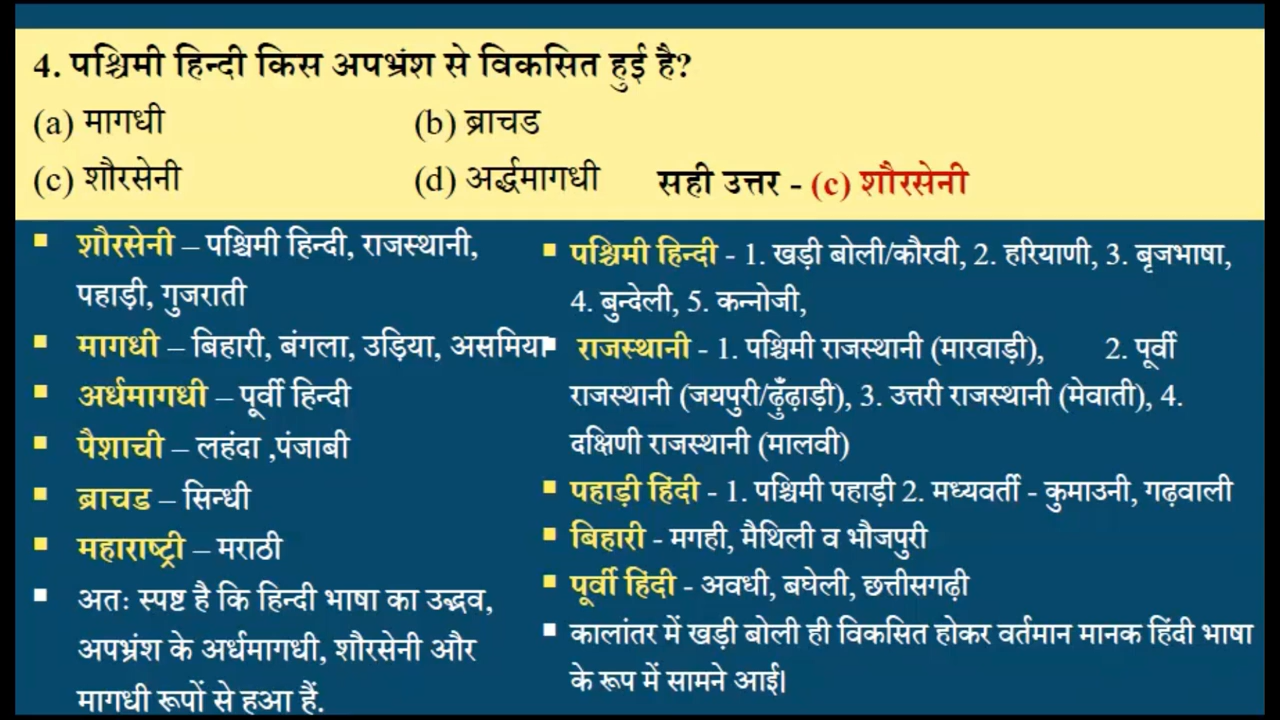 4. पश्चिमी हिन्दी किस अपभ्रंश से विकसित हुई है?
(a) मागधी (b) ब्राचड
(c) शौरसेनी (d) अर्द्धमागधी सही उत्तर - (c) शौरसेनी
शौरसेनी – पश्चिमी हिन्दी, राजस्थानी,
पहाड़ी, गुजराती
मागधी – बिहारी, बंगला, उड़िया, असमिया
अर्धमागधी – पूर्वी हिन्दी
पैशाची – लहंदा ,पंजाबी
ब्राचड – सिन्धी
महाराष्ट्री – मराठी
अतः स्पष्ट है कि हिन्दी भाषा का उद्भव,
अपभ्रंश के अर्धमागधी, शौरसेनी और
मागधी रूपों से हआ हैं.
पश्चिमी हिन्दी - 1. खड़ी बोली/कौरवी, 2. हरियाणी, 3. बृजभाषा,
4. बुन्देली, 5. कन्नोजी,
राजस्थानी - 1. पश्चिमी राजस्थानी (मारवाड़ी), 2. पूर्वी
राजस्थानी (जयपुरी/ढ़ुँढ़ाड़ी), 3. उत्तरी राजस्थानी (मेवाती), 4.
दक्षिणी राजस्थानी (मालवी)
पहाड़ी हिंदी - 1. पश्चिमी पहाड़ी 2. मध्यवर्ती - कुमाउनी, गढ़वाली
बिहारी - मगही, मैथिली व भौजपुरी
पूर्वी हिंदी - अवधी, बघेली, छत्तीसगढ़ी
कालांतर में खड़ी बोली ही विकसित होकर वर्तमान मानक हिंदी भाषा
के रूप में सामने आई|